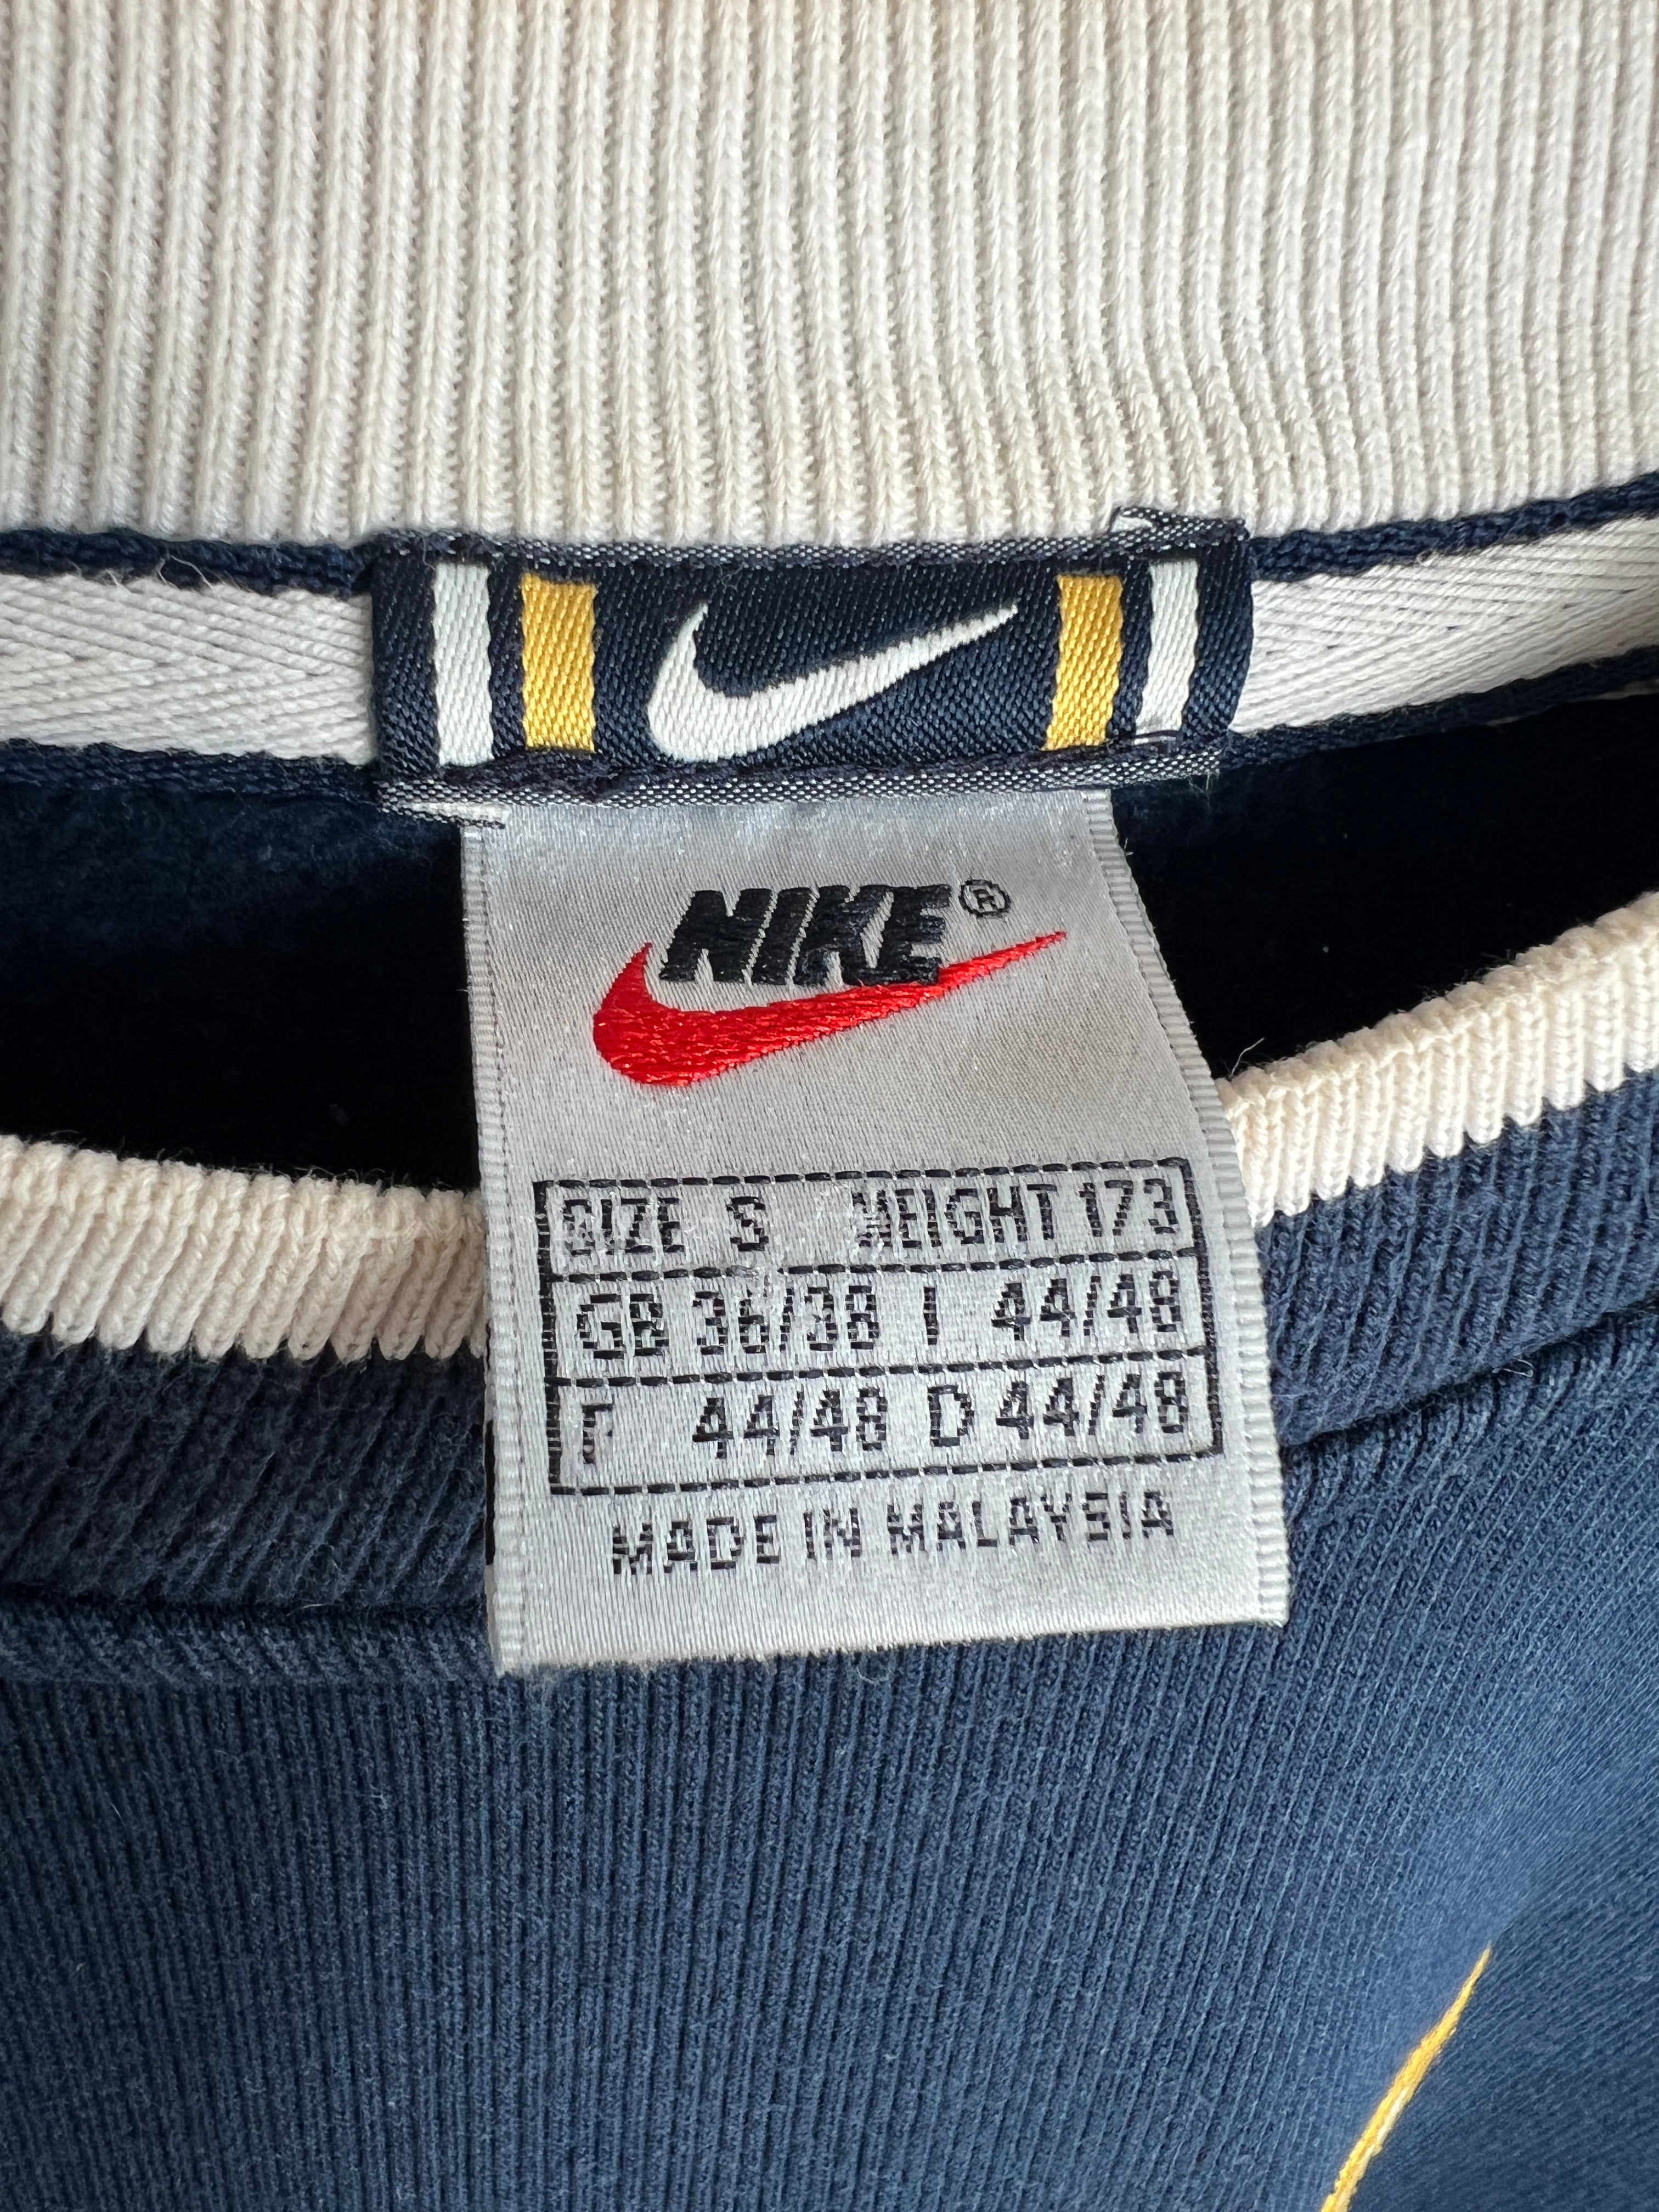 NIKE®
SIZE S HEIGHT 173
GB 36/38 I 44/48
F 44/48 D 44/48
MADE IN MALAYSIA